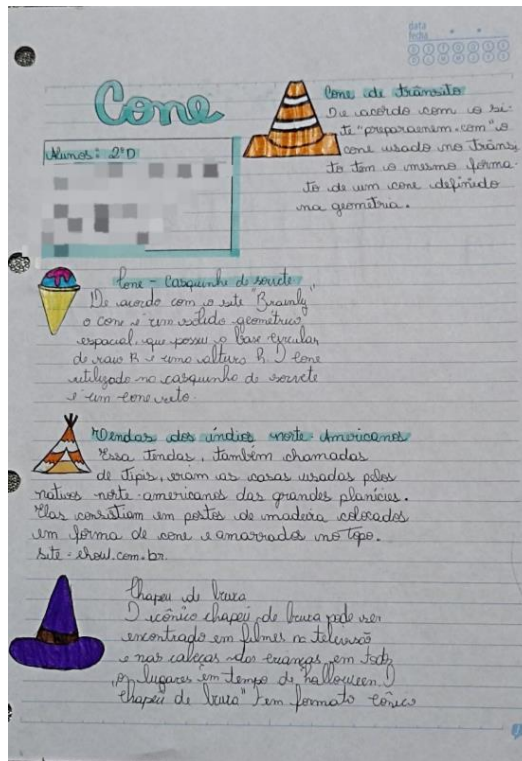 data
fecha
D S T Q Q S S
D L M M J V S
Cone
Alunos: 2°D
Cone de trânsito
De acordo com o si-
te "preparaenem.com" o
cone usado no trânsi
to tem o mesmo forma-
to de um cone definido
na geometria.
Cone - Casquinha de sorvete
De acordo com o site "Brainly"
o cone é um sólido geométrico
espacial, que possui a base circular
de raio R e uma altura h. O cone
utilizado na casquinha de sorvete
é um cone reto.
Tendas dos índios norte Americanos
Essa tendas, também chamadas
de Tipis, eram as casas usadas pelos
nativos norte-americanos das grandes planícies.
Elas consistiam em postes de madeira colocados
em forma de cone e amarrados no topo.
site - ehow.com.br
Chapéu de bruxa
O icônico chapéu de bruxa pode ser
encontrado em filmes na televisão
e nas cabeças das crianças em todos
os lugares em tempo de halloween. O
chapéu de bruxa" tem formato cônico